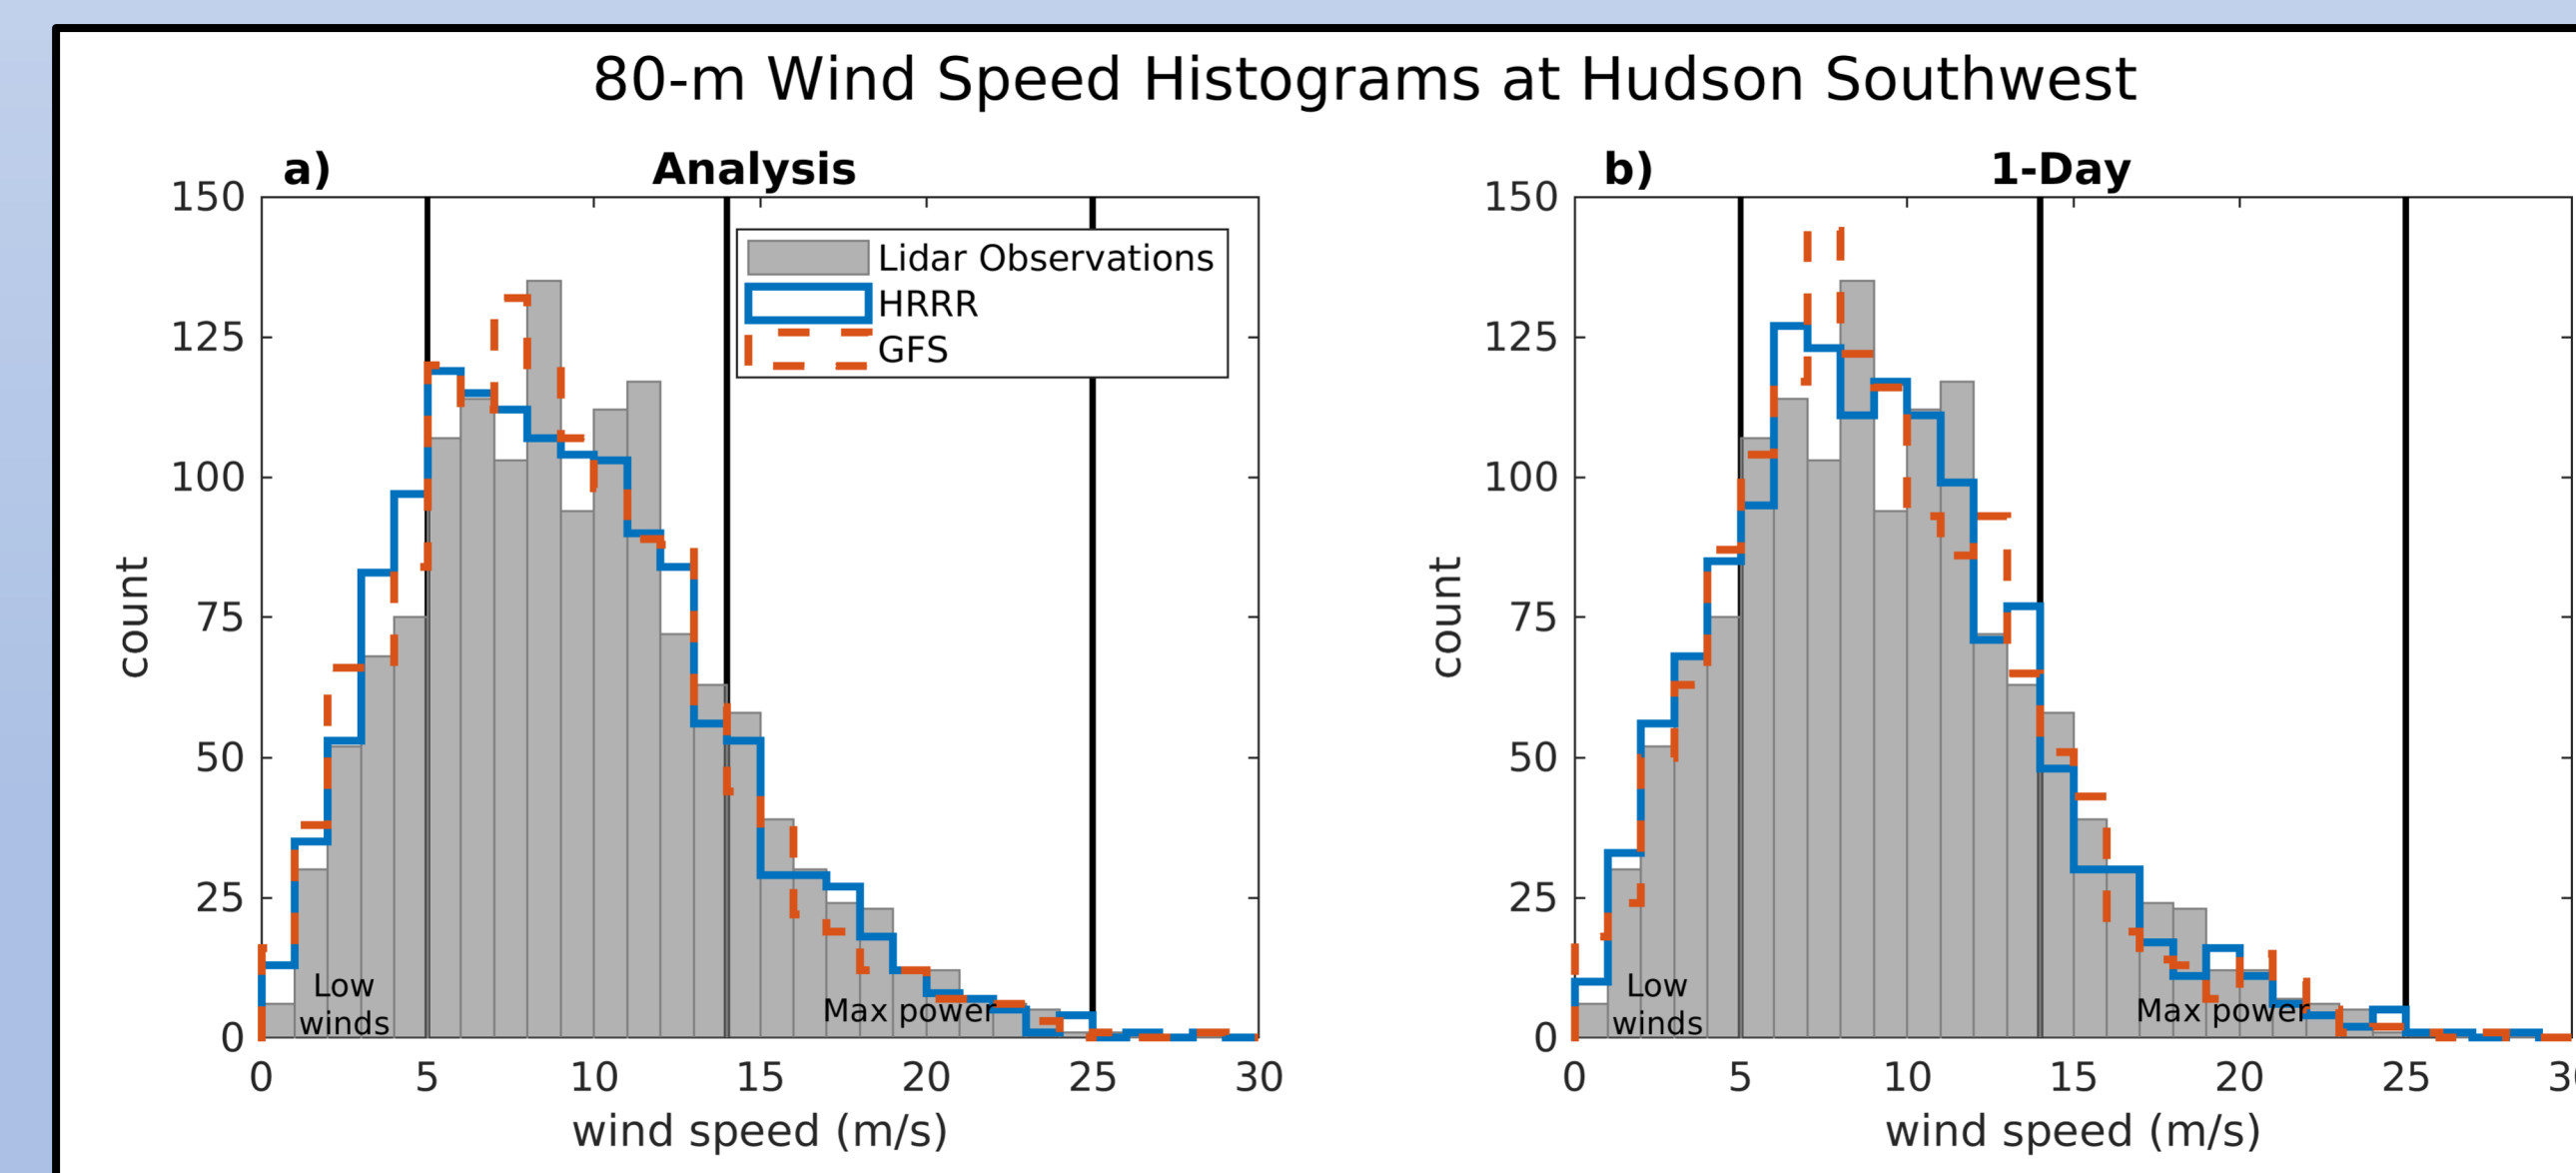 80-m Wind Speed Histograms at Hudson Southwest
a) Analysis
150
125
100
75
50
25
0
count
Lidar Observations
HRRR
GFS
Low
winds
Max power
0 5 10 15 20 25 30
wind speed (m/s)
b) 1-Day
150
125
100
75
50
25
0
count
Low
winds
Max power
0 5 10 15 20 25
wind speed (m/s)